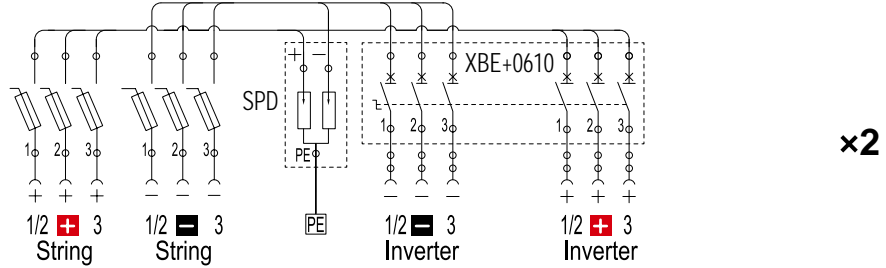 + − XBE+0610
SPD
1 2 3 1 2 3 PE 1 2 3 1 2 3
×2
+ + + − − − − − − + + +
1/2 + 3 1/2 − 3 PE 1/2 − 3 1/2 + 3
String String Inverter Inverter